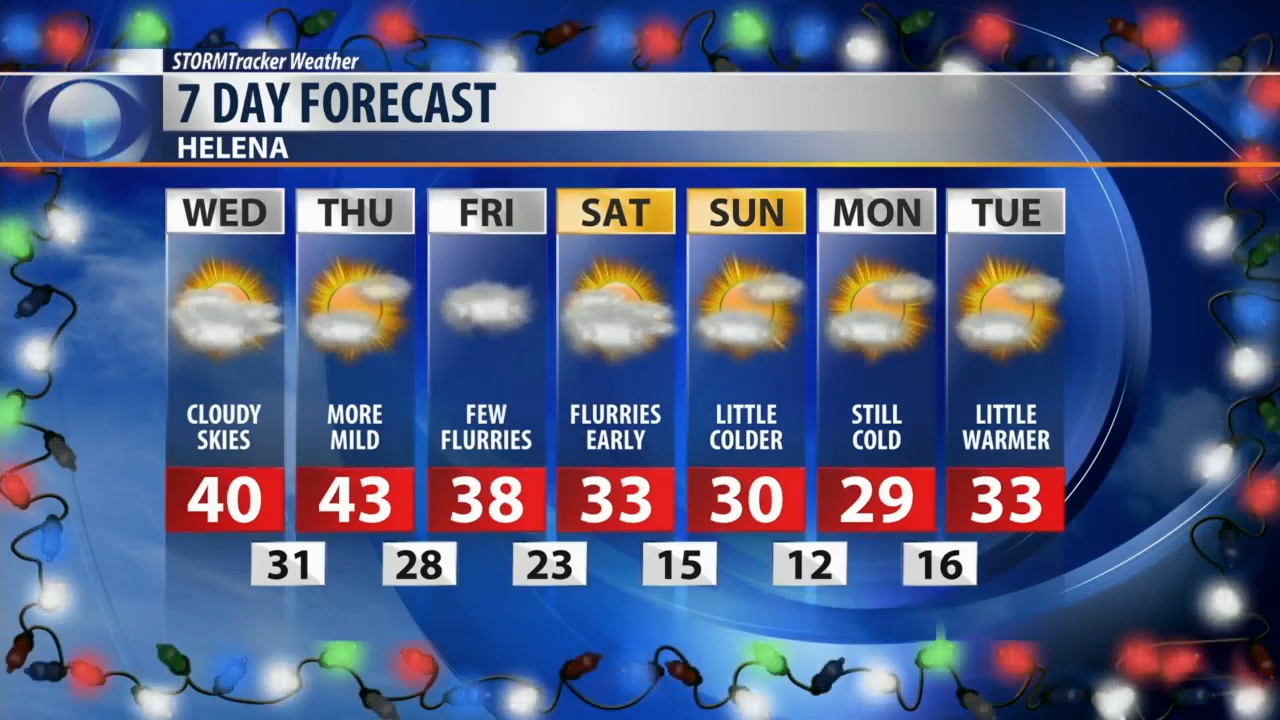 STORMTracker Weather
7 DAY FORECAST
HELENA
WED THU FRI SAT SUN MON TUE
CLOUDY MORE FEW FLURRIES LITTLE STILL LITTLE
SKIES MILD FLURRIES EARLY COLDER COLD WARMER
40 43 38 33 30 29 33
31 28 23 15 12 16